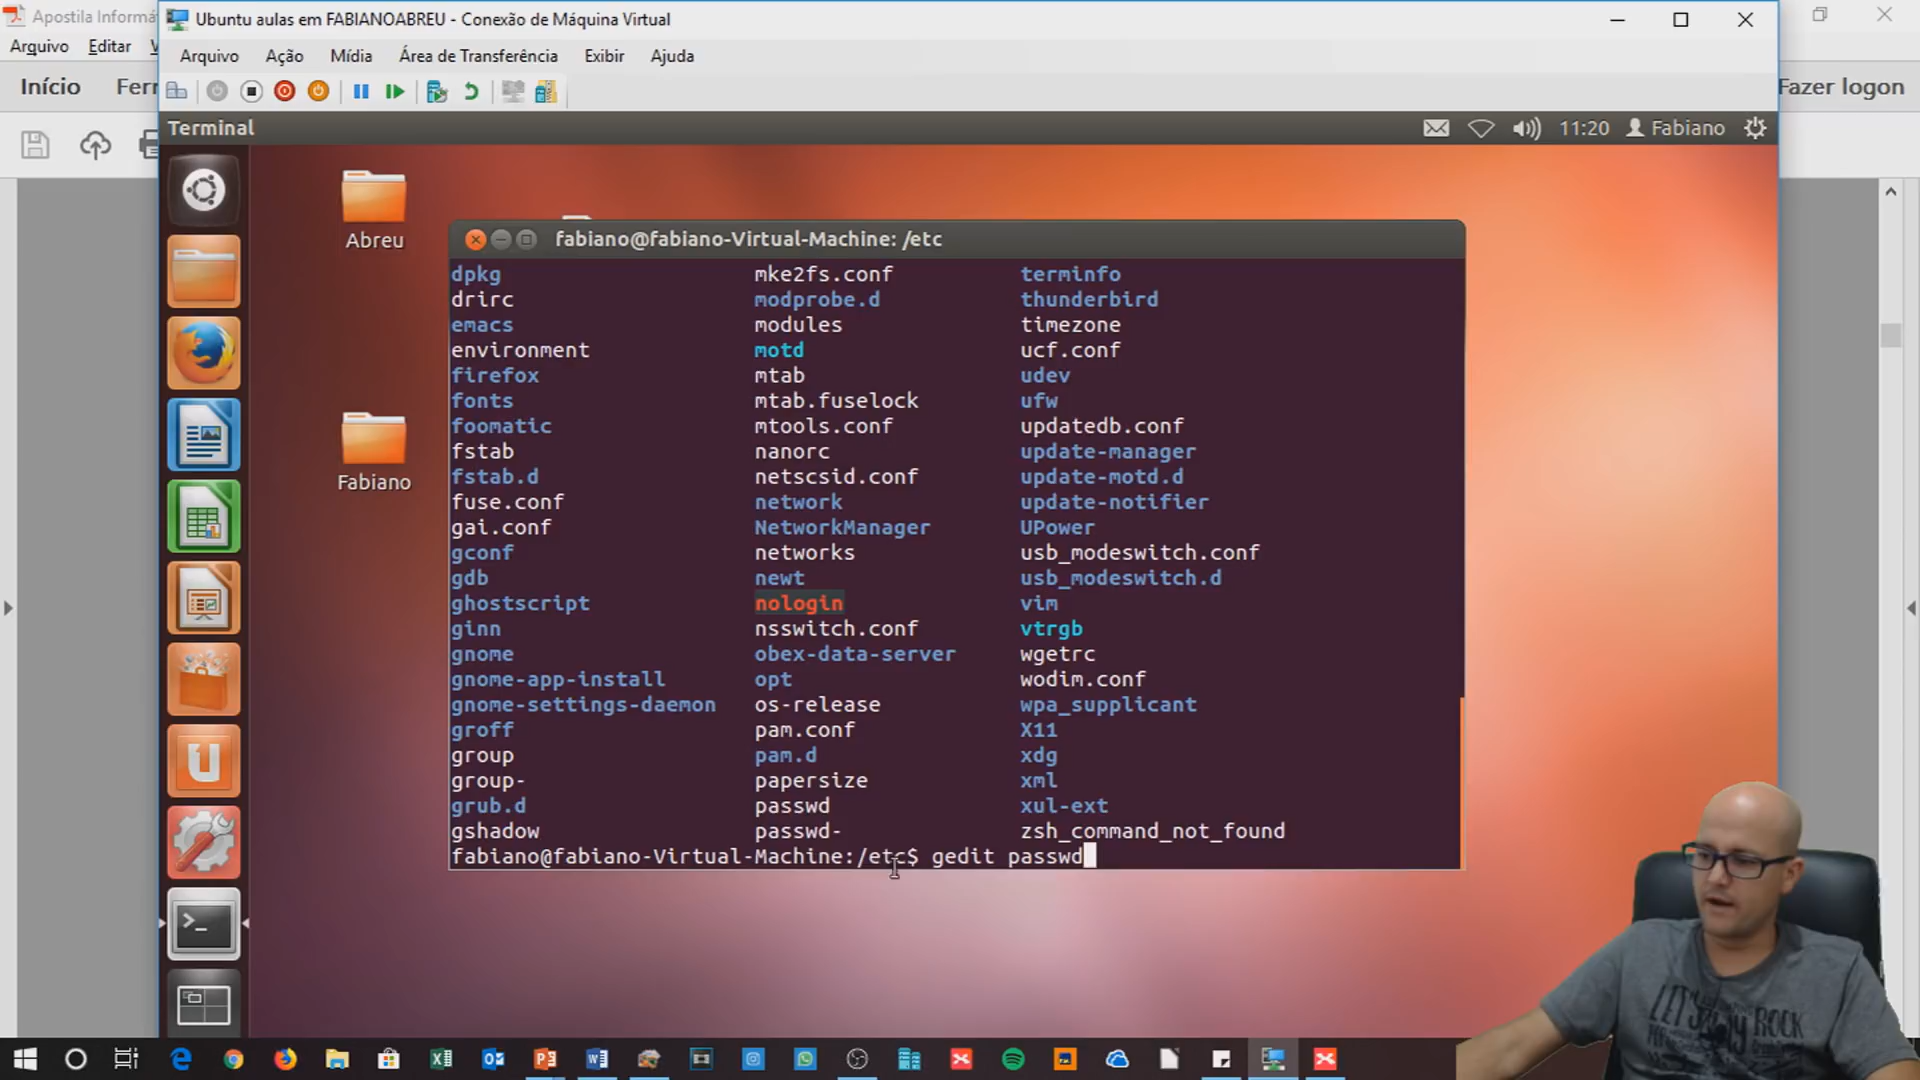 Apostila Informá
Ubuntu aulas em FABIANOABREU - Conexão de Máquina Virtual
Arquivo Editar
Arquivo Ação Mídia Área de Transferência Exibir Ajuda
Início
Fazer logon
Terminal
11:20 Fabiano
Abreu
Fabiano
fabiano@fabiano-Virtual-Machine: /etc
dpkg mke2fs.conf terminfo
drirc modprobe.d thunderbird
emacs modules timezone
environment motd ucf.conf
firefox mtab udev
fonts mtab.fuselock ufw
foomatic mtools.conf updatedb.conf
fstab nanorc update-manager
fstab.d netscsid.conf update-motd.d
fuse.conf network update-notifier
gai.conf NetworkManager UPower
gconf networks usb_modeswitch.conf
gdb newt usb_modeswitch.d
ghostscript nologin vim
ginn nsswitch.conf vtrgb
gnome obex-data-server wgetrc
gnome-app-install opt wodim.conf
gnome-settings-daemon os-release wpa_supplicant
groff pam.conf X11
group pam.d xdg
group- papersize xml
grub.d passwd xul-ext
gshadow passwd- zsh_command_not_found
fabiano@fabiano-Virtual-Machine:/etc$ gedit passwd